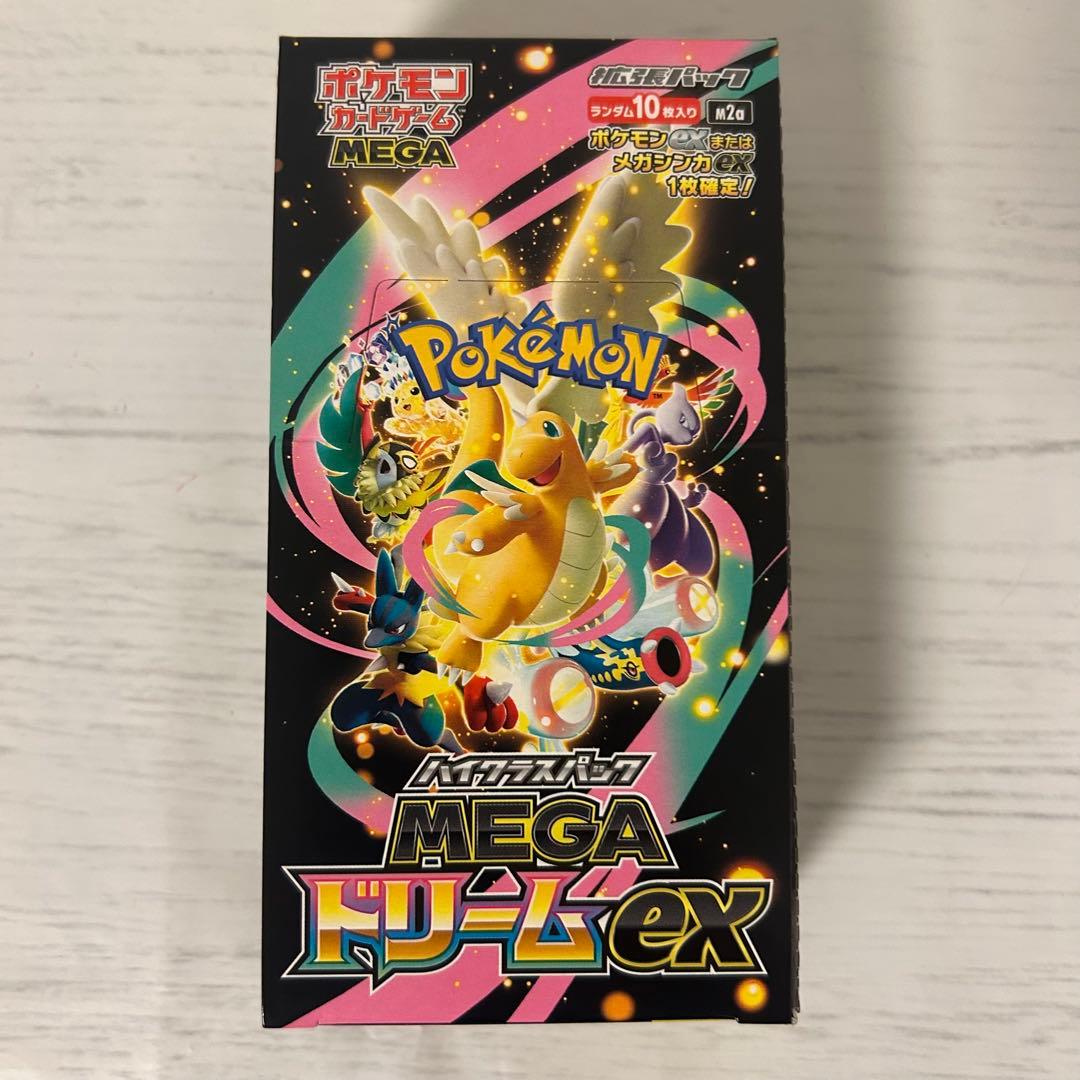 ポケモン
カードゲーム
MEGA
拡張パック
ランダム10枚入り M2a
ポケモンexまたは
メガシンカex
1枚確定!
POKéMON
TM
ハイクラスパック
MEGA
ドリームex